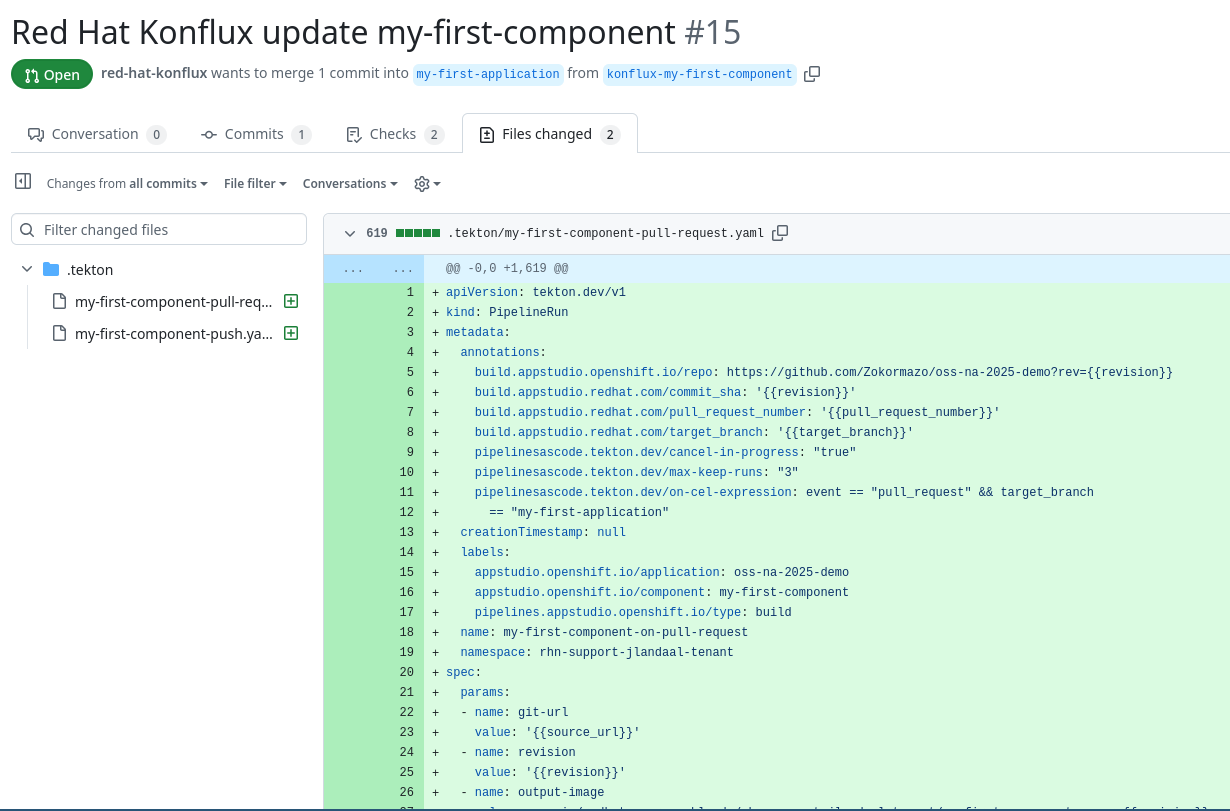 Red Hat Konflux update my-first-component #15
Open red-hat-konflux wants to merge 1 commit into my-first-application from konflux-my-first-component
Conversation 0 Commits 1 Checks 2 Files changed 2
Changes from all commits File filter Conversations
Filter changed files
.tekton
my-first-component-pull-req...
my-first-component-push.ya...
619 .tekton/my-first-component-pull-request.yaml
... ... @@ -0,0 +1,619 @@
1 + apiVersion: tekton.dev/v1
2 + kind: PipelineRun
3 + metadata:
4 +   annotations:
5 +     build.appstudio.openshift.io/repo: https://github.com/Zokormazo/oss-na-2025-demo?rev={{revision}}
6 +     build.appstudio.redhat.com/commit_sha: '{{revision}}'
7 +     build.appstudio.redhat.com/pull_request_number: '{{pull_request_number}}'
8 +     build.appstudio.redhat.com/target_branch: '{{target_branch}}'
9 +     pipelinesascode.tekton.dev/cancel-in-progress: "true"
10 +     pipelinesascode.tekton.dev/max-keep-runs: "3"
11 +     pipelinesascode.tekton.dev/on-cel-expression: event == "pull_request" && target_branch
12 +       == "my-first-application"
13 +   creationTimestamp: null
14 +   labels:
15 +     appstudio.openshift.io/application: oss-na-2025-demo
16 +     appstudio.openshift.io/component: my-first-component
17 +     pipelines.appstudio.openshift.io/type: build
18 +   name: my-first-component-on-pull-request
19 +   namespace: rhn-support-jlandaal-tenant
20 + spec:
21 +   params:
22 +   - name: git-url
23 +     value: '{{source_url}}'
24 +   - name: revision
25 +     value: '{{revision}}'
26 +   - name: output-image